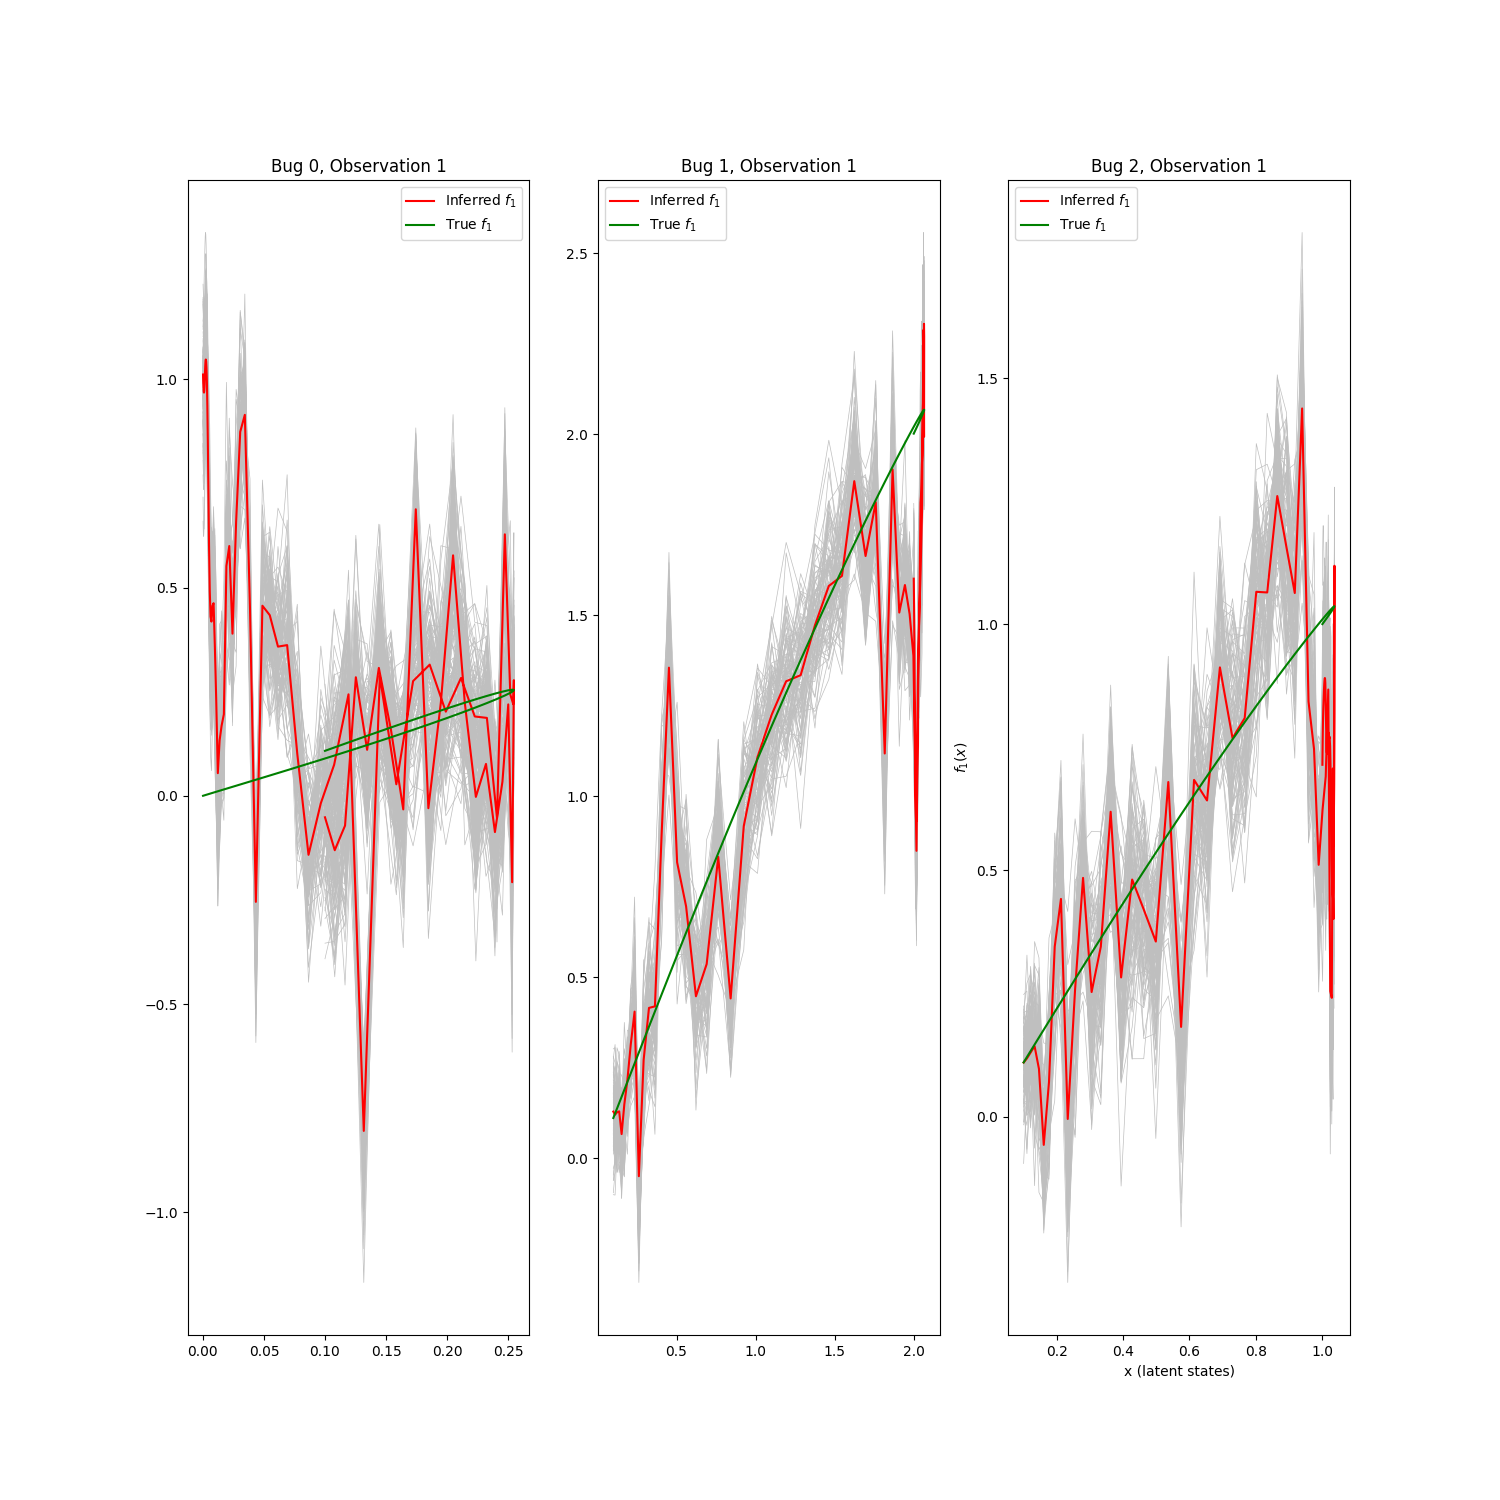 Bug 0, Observation 1
Inferred f₁
True f₁
1.0
0.5
0.0
−0.5
−1.0
0.00 0.05 0.10 0.15 0.20 0.25
Bug 1, Observation 1
Inferred f₁
True f₁
2.5
2.0
1.5
1.0
0.5
0.0
0.5 1.0 1.5 2.0
Bug 2, Observation 1
Inferred f₁
True f₁
f₁(x)
1.5
1.0
0.5
0.0
0.2 0.4 0.6 0.8 1.0
x (latent states)